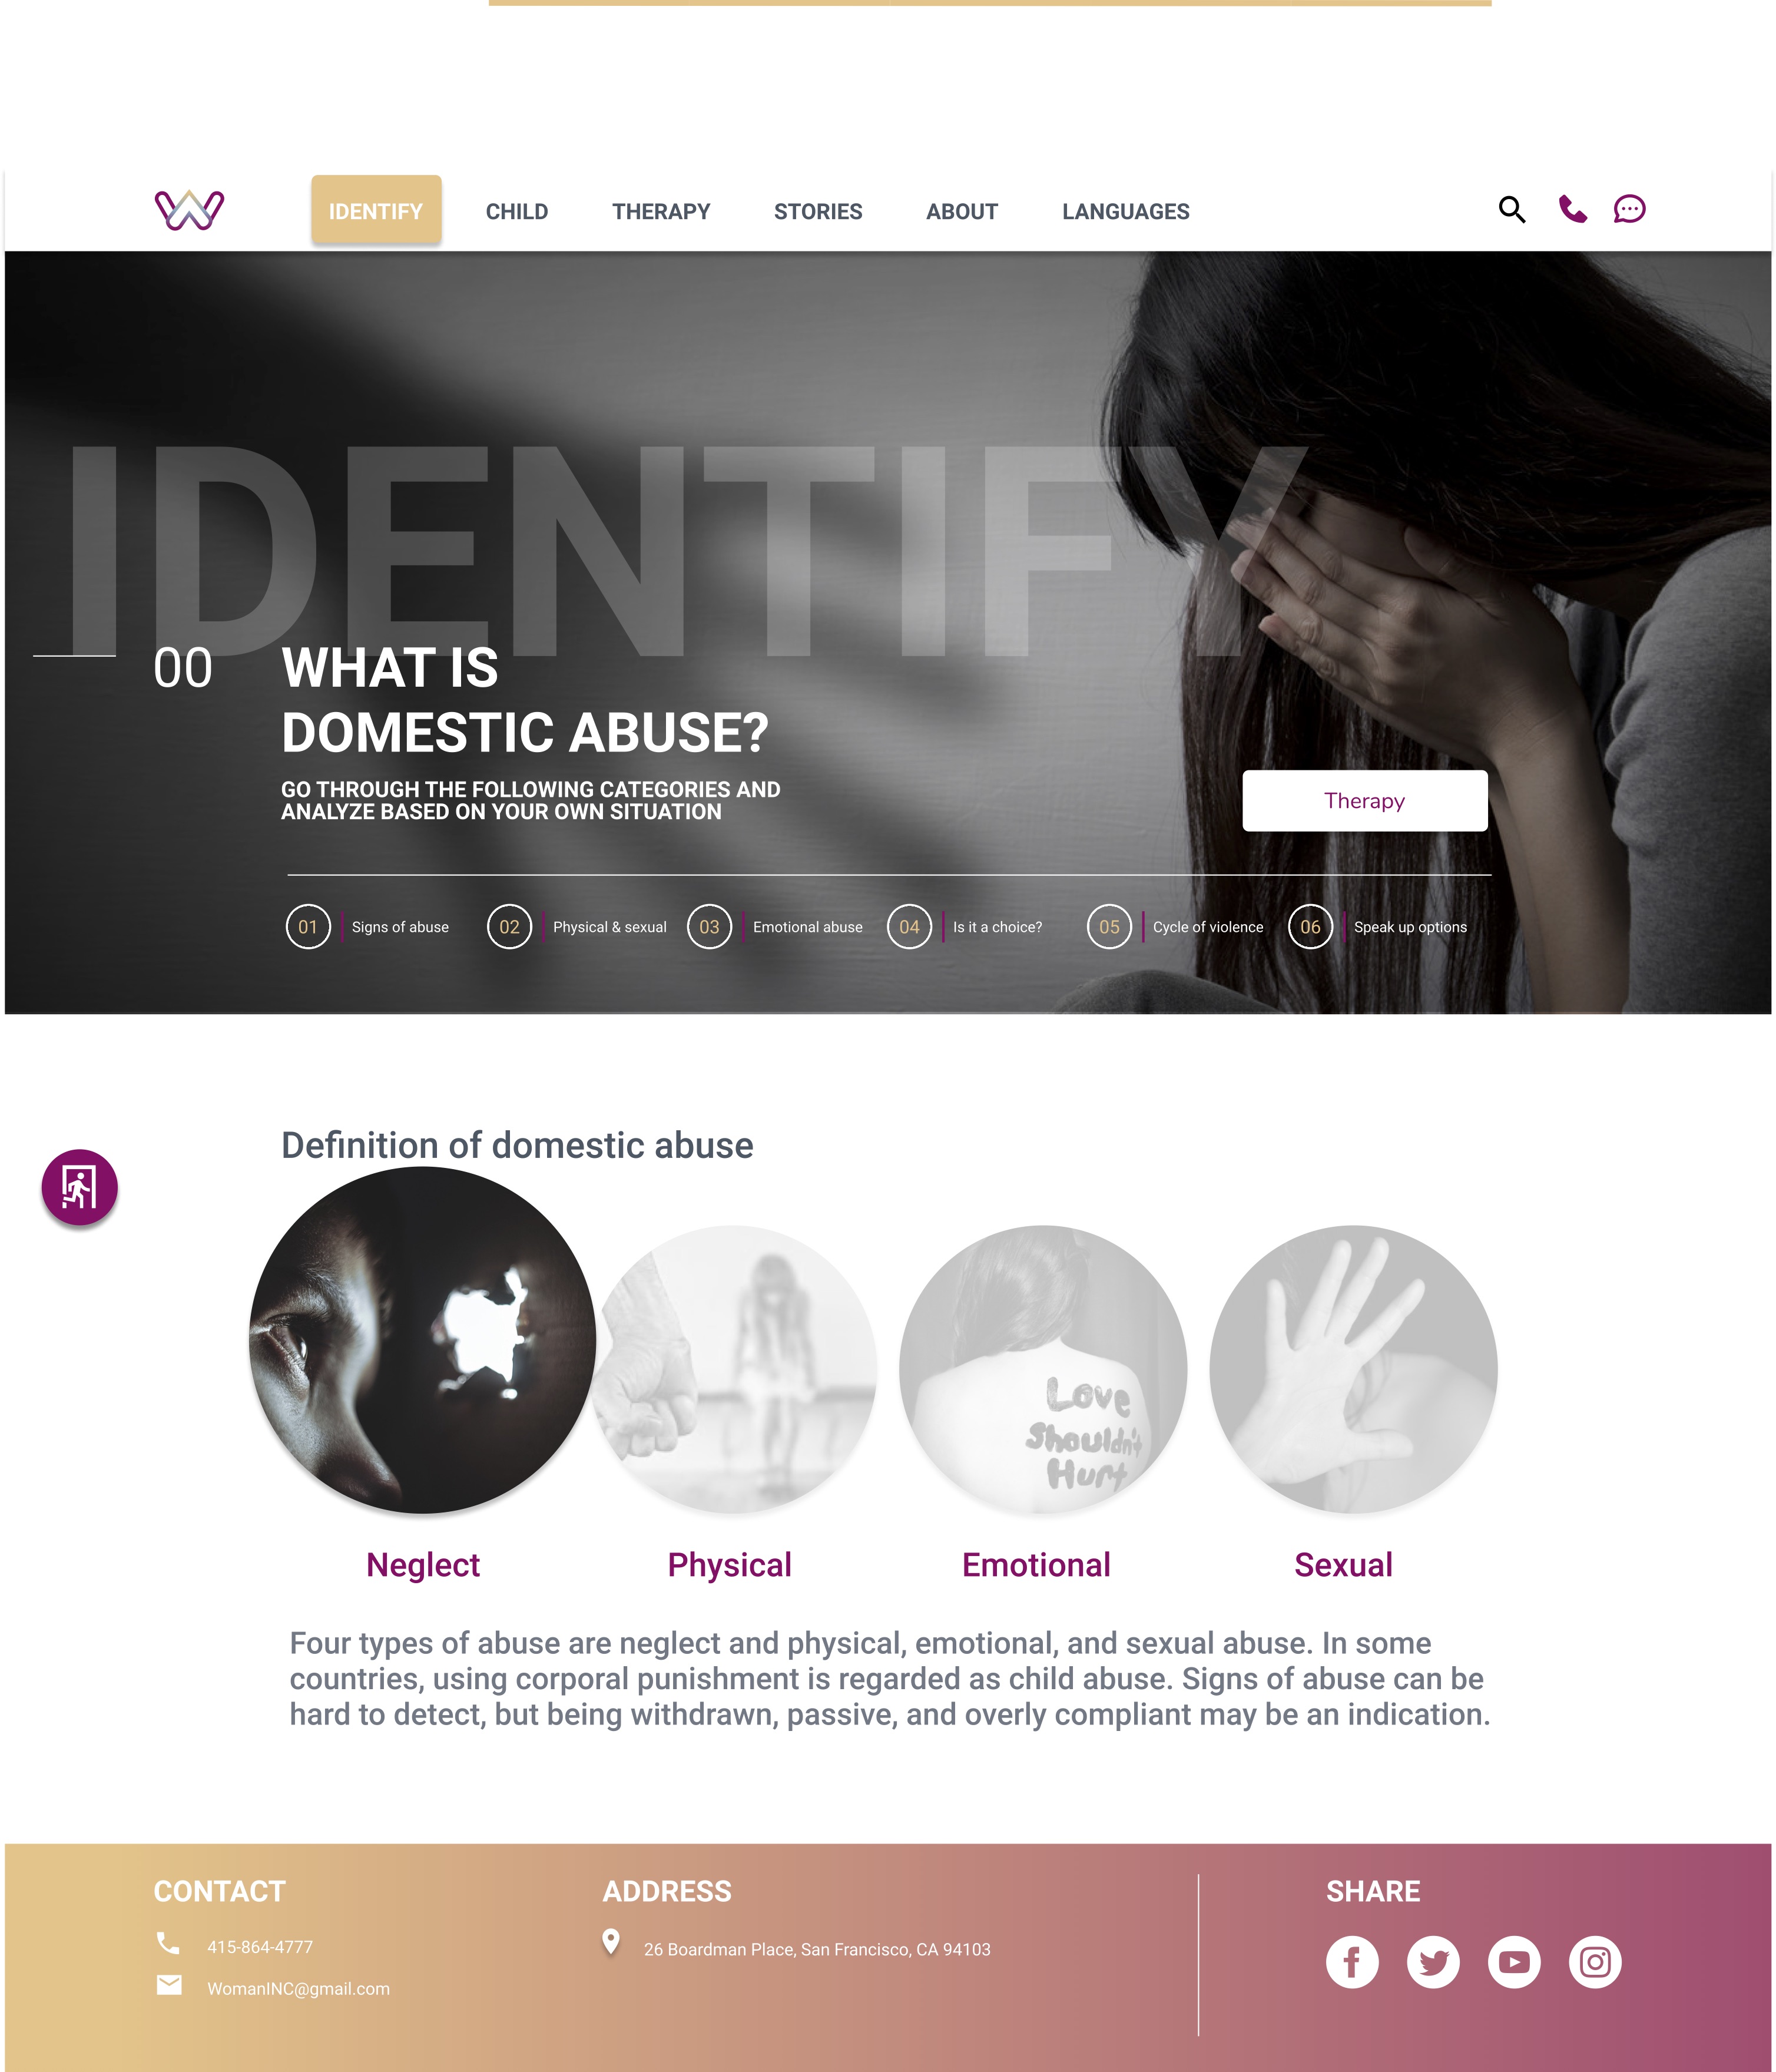 IDENTIFY
CHILD
THERAPY
STORIES
ABOUT
LANGUAGES
IDENTIFY
00
WHAT IS
DOMESTIC ABUSE?
GO THROUGH THE FOLLOWING CATEGORIES AND
ANALYZE BASED ON YOUR OWN SITUATION
Therapy
01 Signs of abuse
02 Physical & sexual
03 Emotional abuse
04 Is it a choice?
05 Cycle of violence
06 Speak up options
Definition of domestic abuse
Love
Shouldn't
Hurt
Neglect
Physical
Emotional
Sexual
Four types of abuse are neglect and physical, emotional, and sexual abuse. In some
countries, using corporal punishment is regarded as child abuse. Signs of abuse can be
hard to detect, but being withdrawn, passive, and overly compliant may be an indication.
CONTACT
415-864-4777
WomanINC@gmail.com
ADDRESS
26 Boardman Place, San Francisco, CA 94103
SHARE